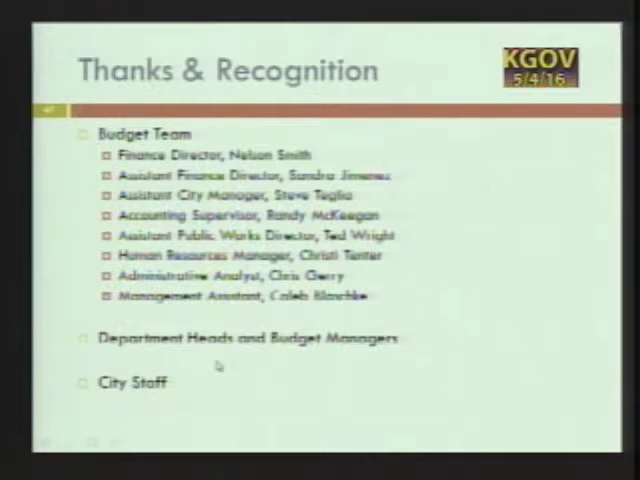 Thanks & Recognition
KGOV
5/4/16
Budget Team
Finance Director, Nelson Smith
Assistant Finance Director, Sandra Jimenez
Assistant City Manager, Steve Teglia
Accounting Supervisor, Randy McKeegan
Assistant Public Works Director, Ted Wright
Human Resources Manager, Christi Tenter
Administrative Analyst, Chris Gerry
Management Assistant, Caleb Blaschke
Department Heads and Budget Managers
City Staff